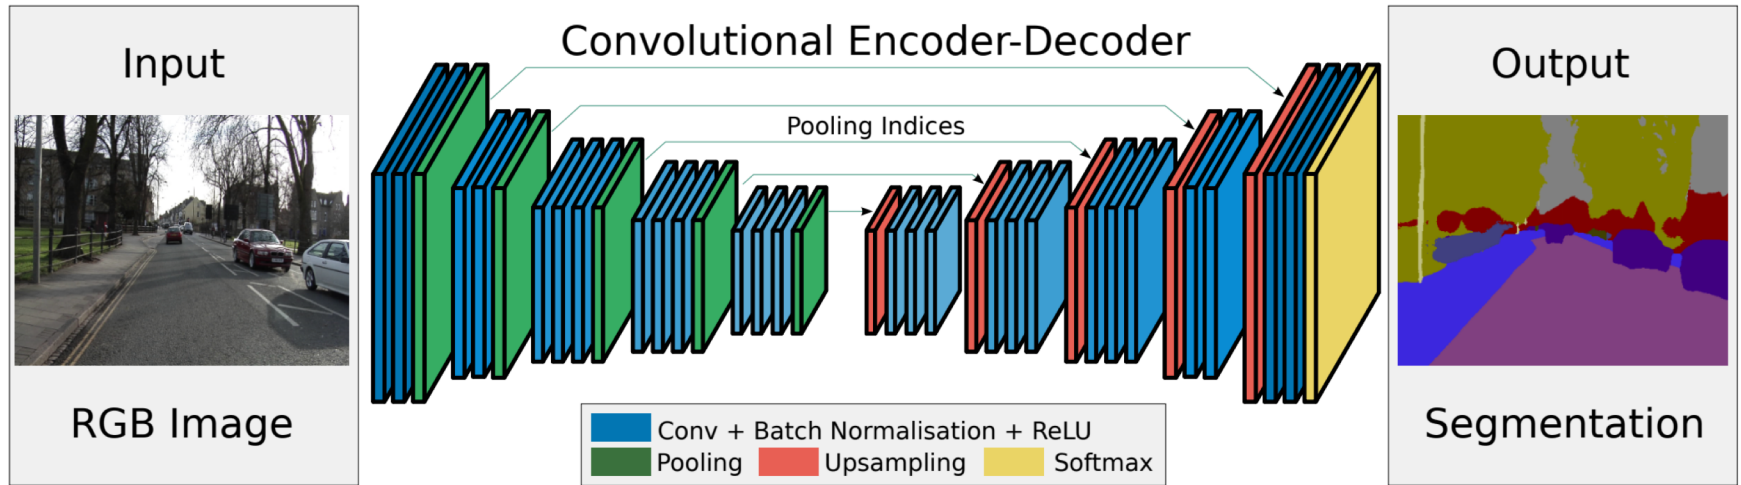 Input
RGB Image
Convolutional Encoder-Decoder
Pooling Indices
Conv + Batch Normalisation + ReLU
Pooling Upsampling Softmax
Output
Segmentation